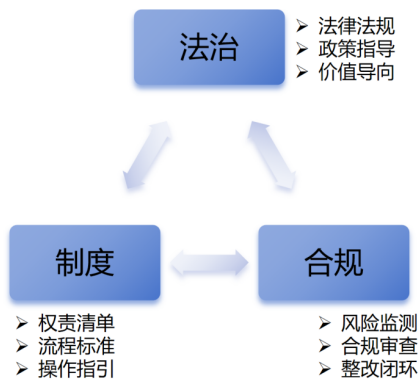 法治
➢ 法律法规
➢ 政策指导
➢ 价值导向
制度
➢ 权责清单
➢ 流程标准
➢ 操作指引
合规
➢ 风险监测
➢ 合规审查
➢ 整改闭环